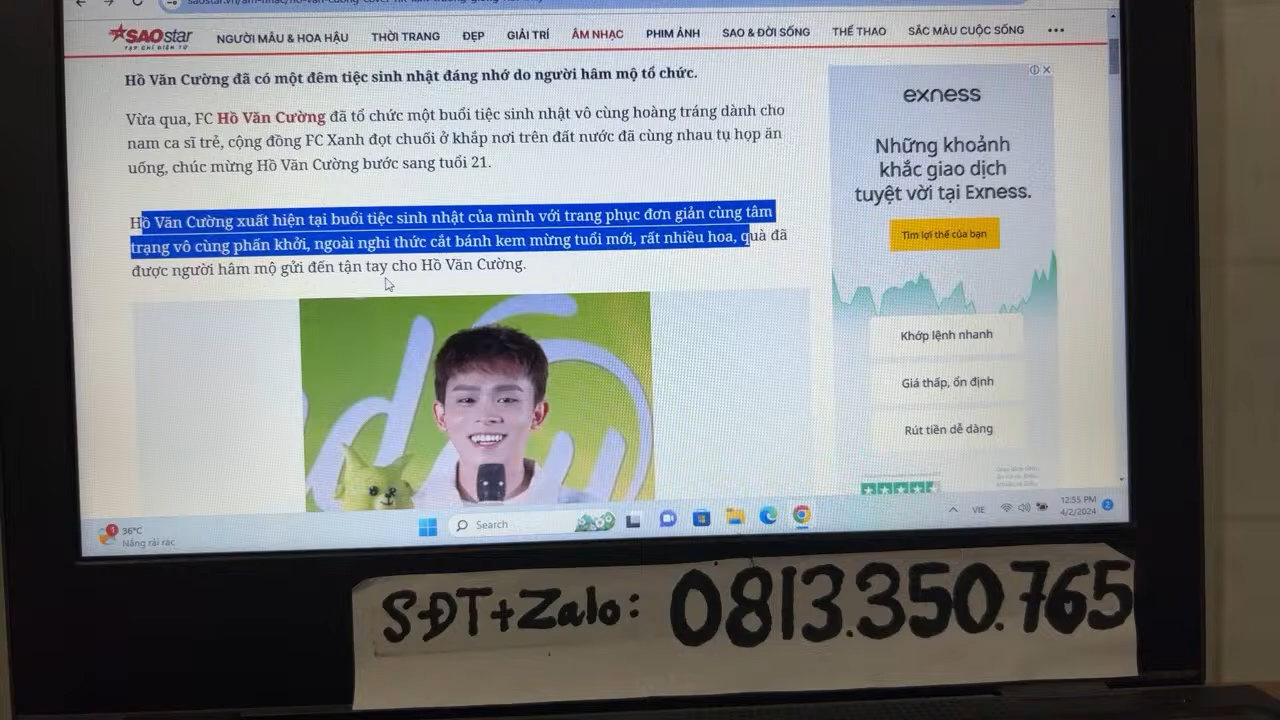 SAOstar
TẠP CHÍ ĐIỆN TỬ
NGƯỜI MẪU & HOA HẬU THỜI TRANG ĐẸP GIẢI TRÍ ÂM NHẠC PHIM ẢNH SAO & ĐỜI SỐNG THỂ THAO SẮC MÀU CUỘC SỐNG •••
Hồ Văn Cường đã có một đêm tiệc sinh nhật đáng nhớ do người hâm mộ tổ chức.
Vừa qua, FC Hồ Văn Cường đã tổ chức một buổi tiệc sinh nhật vô cùng hoàng tráng dành cho
nam ca sĩ trẻ, cộng đồng FC Xanh đọt chuối ở khắp nơi trên đất nước đã cùng nhau tụ họp ăn
uống, chúc mừng Hồ Văn Cường bước sang tuổi 21.
Hồ Văn Cường xuất hiện tại buổi tiệc sinh nhật của mình với trang phục đơn giản cùng tâm
trạng vô cùng phấn khởi, ngoài nghi thức cắt bánh kem mừng tuổi mới, rất nhiều hoa, quà đã
được người hâm mộ gửi đến tận tay cho Hồ Văn Cường.
exness
Những khoảnh
khắc giao dịch
tuyệt vời tại Exness.
Tìm lợi thế của bạn
Khớp lệnh nhanh
Giá thấp, ổn định
Rút tiền dễ dàng
1
36°C
Nắng rải rác
Search
VIE
12:55 PM
4/2/2024
2
SĐT+Zalo: 0813.350.765